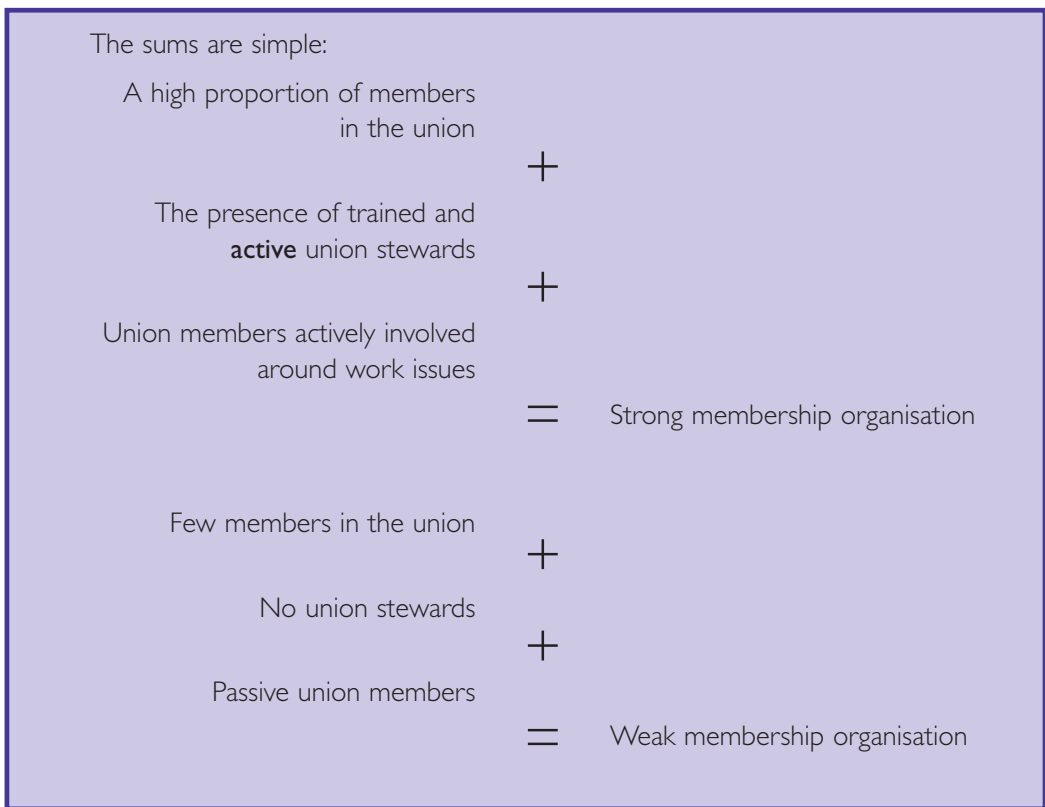 The sums are simple:
A high proportion of members
in the union
+
The presence of trained and
active union stewards
+
Union members actively involved
around work issues
= Strong membership organisation
Few members in the union
+
No union stewards
+
Passive union members
= Weak membership organisation